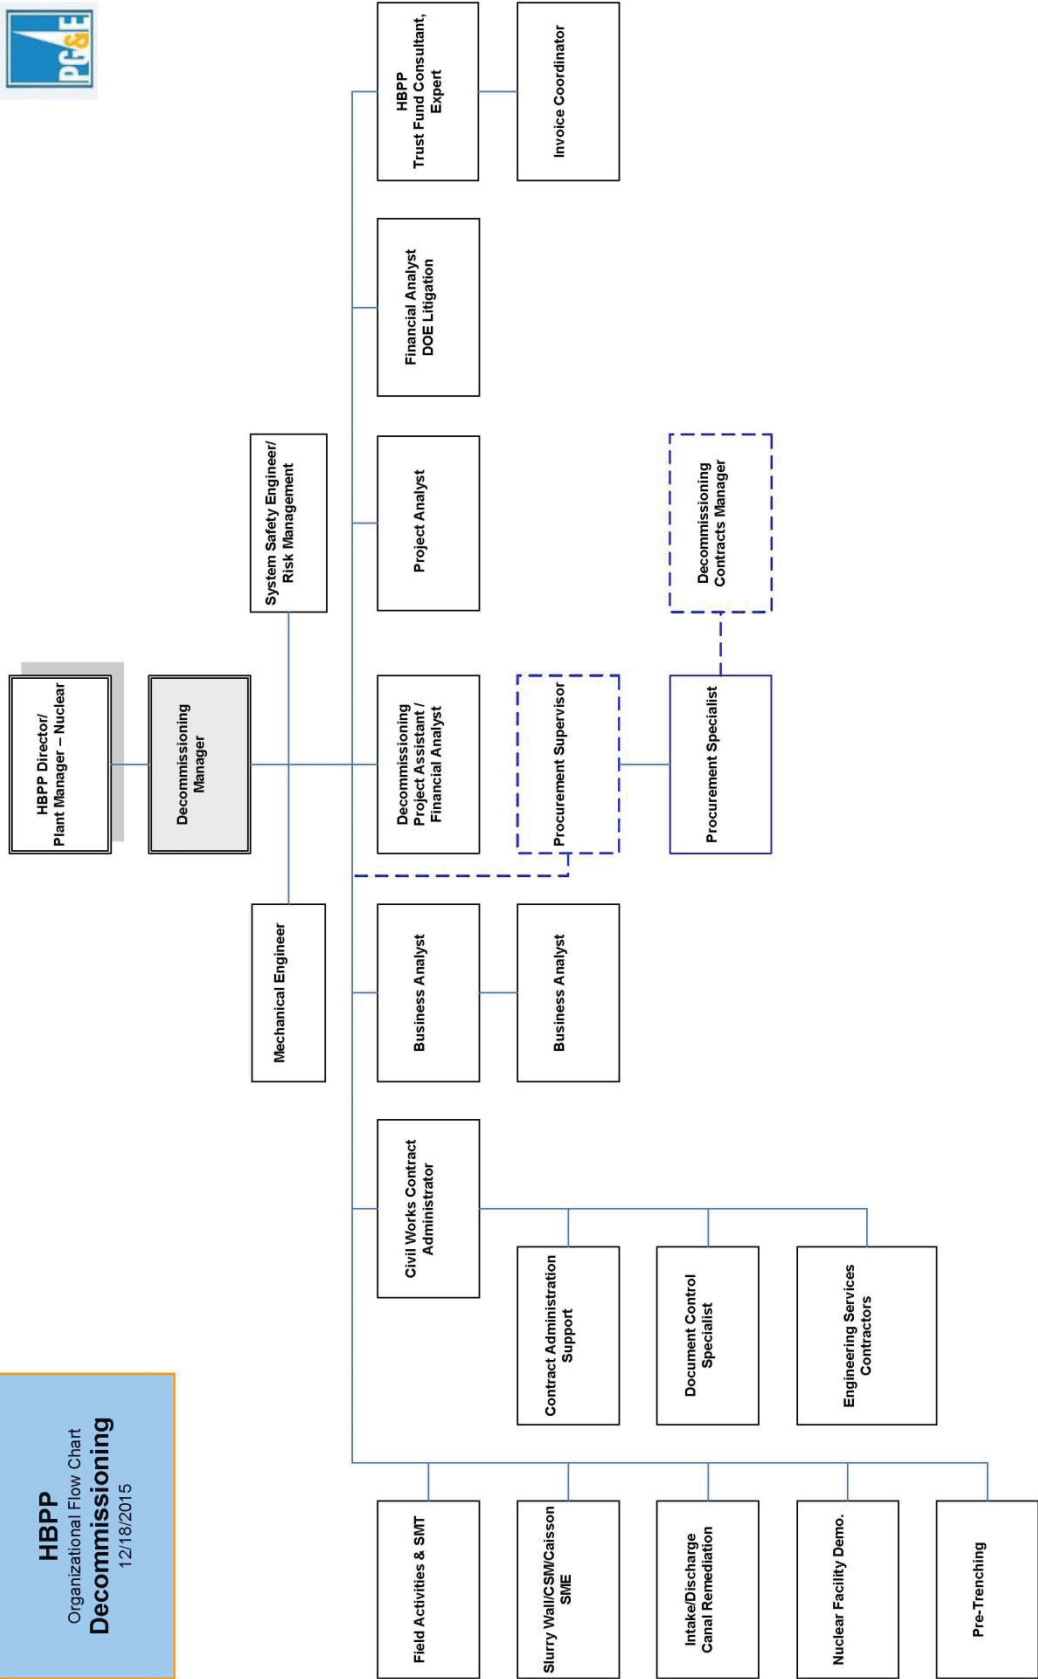 HBPP
Organizational Flow Chart
Decommissioning
12/18/2015
PG&E
HBPP Director/
Plant Manager – Nuclear
Decommissioning
Manager
Mechanical Engineer
System Safety Engineer/
Risk Management
Field Activities & SMT
Slurry Wall/CSM/Caisson
SME
Intake/Discharge
Canal Remediation
Nuclear Facility Demo.
Pre-Trenching
Civil Works Contract
Administrator
Contract Administration
Support
Document Control
Specialist
Engineering Services
Contractors
Business Analyst
Business Analyst
Decommissioning
Project Assistant /
Financial Analyst
Procurement Supervisor
Procurement Specialist
Decommissioning
Contracts Manager
Project Analyst
Financial Analyst
DOE Litigation
HBPP
Trust Fund Consultant,
Expert
Invoice Coordinator